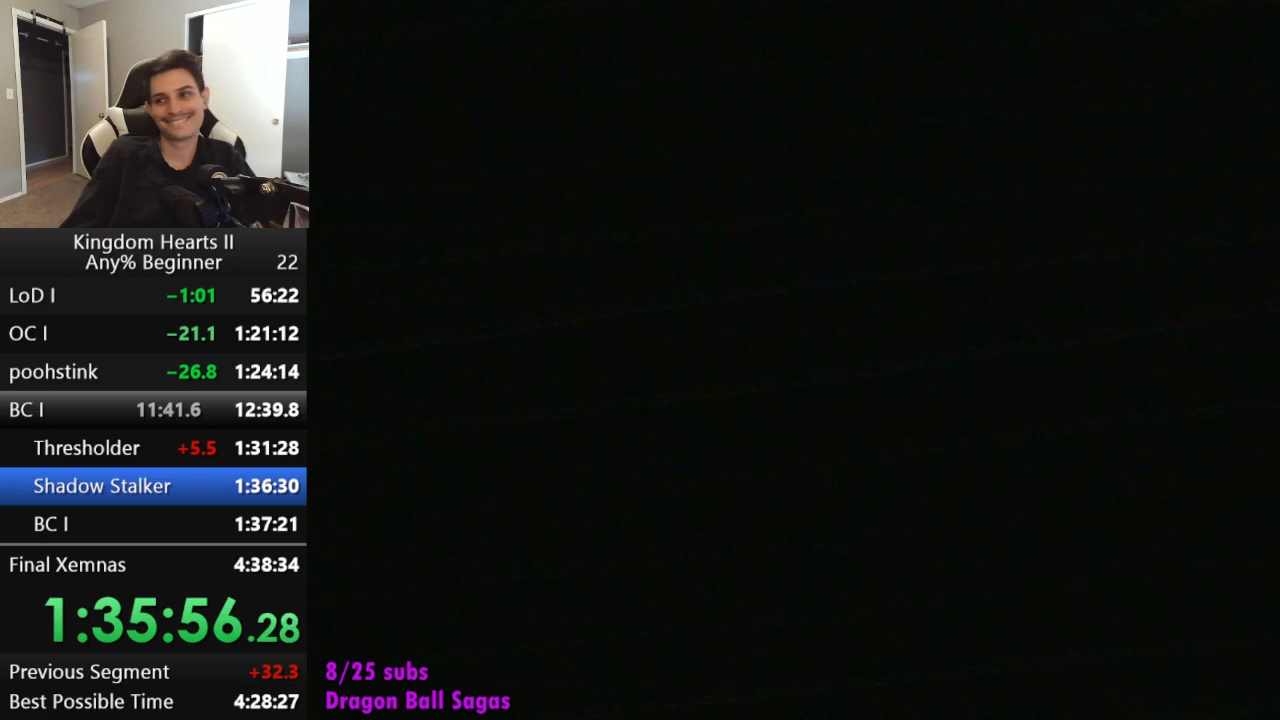 Kingdom Hearts II
Any% Beginner 22
LoD I −1:01 56:22
OC I −21.1 1:21:12
poohstink −26.8 1:24:14
BC I 11:41.6 12:39.8
Thresholder +5.5 1:31:28
Shadow Stalker 1:36:30
BC I 1:37:21
Final Xemnas 4:38:34
1:35:56.28
Previous Segment +32.3
Best Possible Time 4:28:27
8/25 subs
Dragon Ball Sagas